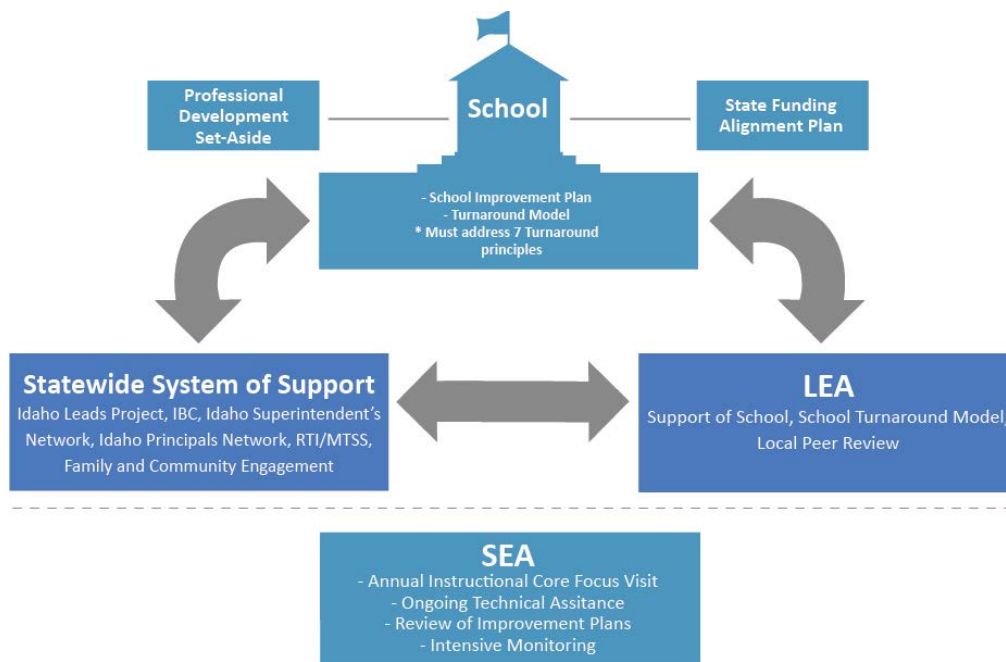 Professional
Development
Set-Aside
School
State Funding
Alignment Plan
- School Improvement Plan
- Turnaround Model
* Must address 7 Turnaround
principles
Statewide System of Support
Idaho Leads Project, IBC, Idaho Superintendent's
Network, Idaho Principals Network, RTI/MTSS,
Family and Community Engagement
LEA
Support of School, School Turnaround Model,
Local Peer Review
SEA
- Annual Instructional Core Focus Visit
- Ongoing Technical Assitance
- Review of Improvement Plans
- Intensive Monitoring